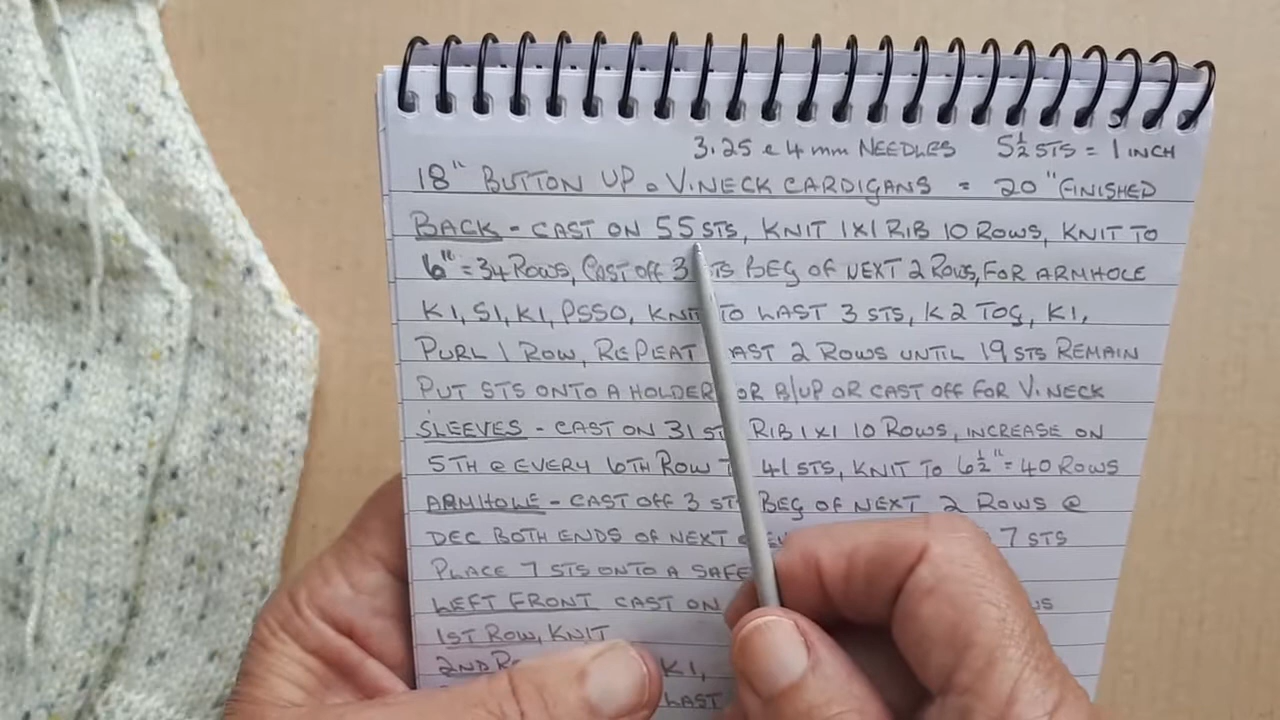 3.25 & 4mm NEEDLES 5½ STS = 1 INCH
18" BUTTON UP & V.NECK CARDIGANS = 20" FINISHED
BACK - CAST ON 55 STS, KNIT 1X1 RIB 10 ROWS, KNIT TO
6" = 34 ROWS, CAST OFF 3 STS BEG OF NEXT 2 ROWS, FOR ARMHOLE
K1, S1, K1, PSSO, KNIT TO LAST 3 STS, K2 TOG, K1,
PURL 1 ROW, REPEAT LAST 2 ROWS UNTIL 19 STS REMAIN
PUT STS ONTO A HOLDER FOR B/UP OR CAST OFF FOR V.NECK
SLEEVES - CAST ON 31 STS RIB 1X1 10 ROWS, INCREASE ON
5TH & EVERY 6TH ROW TO 41 STS, KNIT TO 6½" = 40 ROWS
ARMHOLE - CAST OFF 3 STS BEG OF NEXT 2 ROWS &
DEC BOTH ENDS OF NEXT & 7 STS
PLACE 7 STS ONTO A
LEFT FRONT CAST ON
1ST ROW, KNIT
2ND K1,
LAST